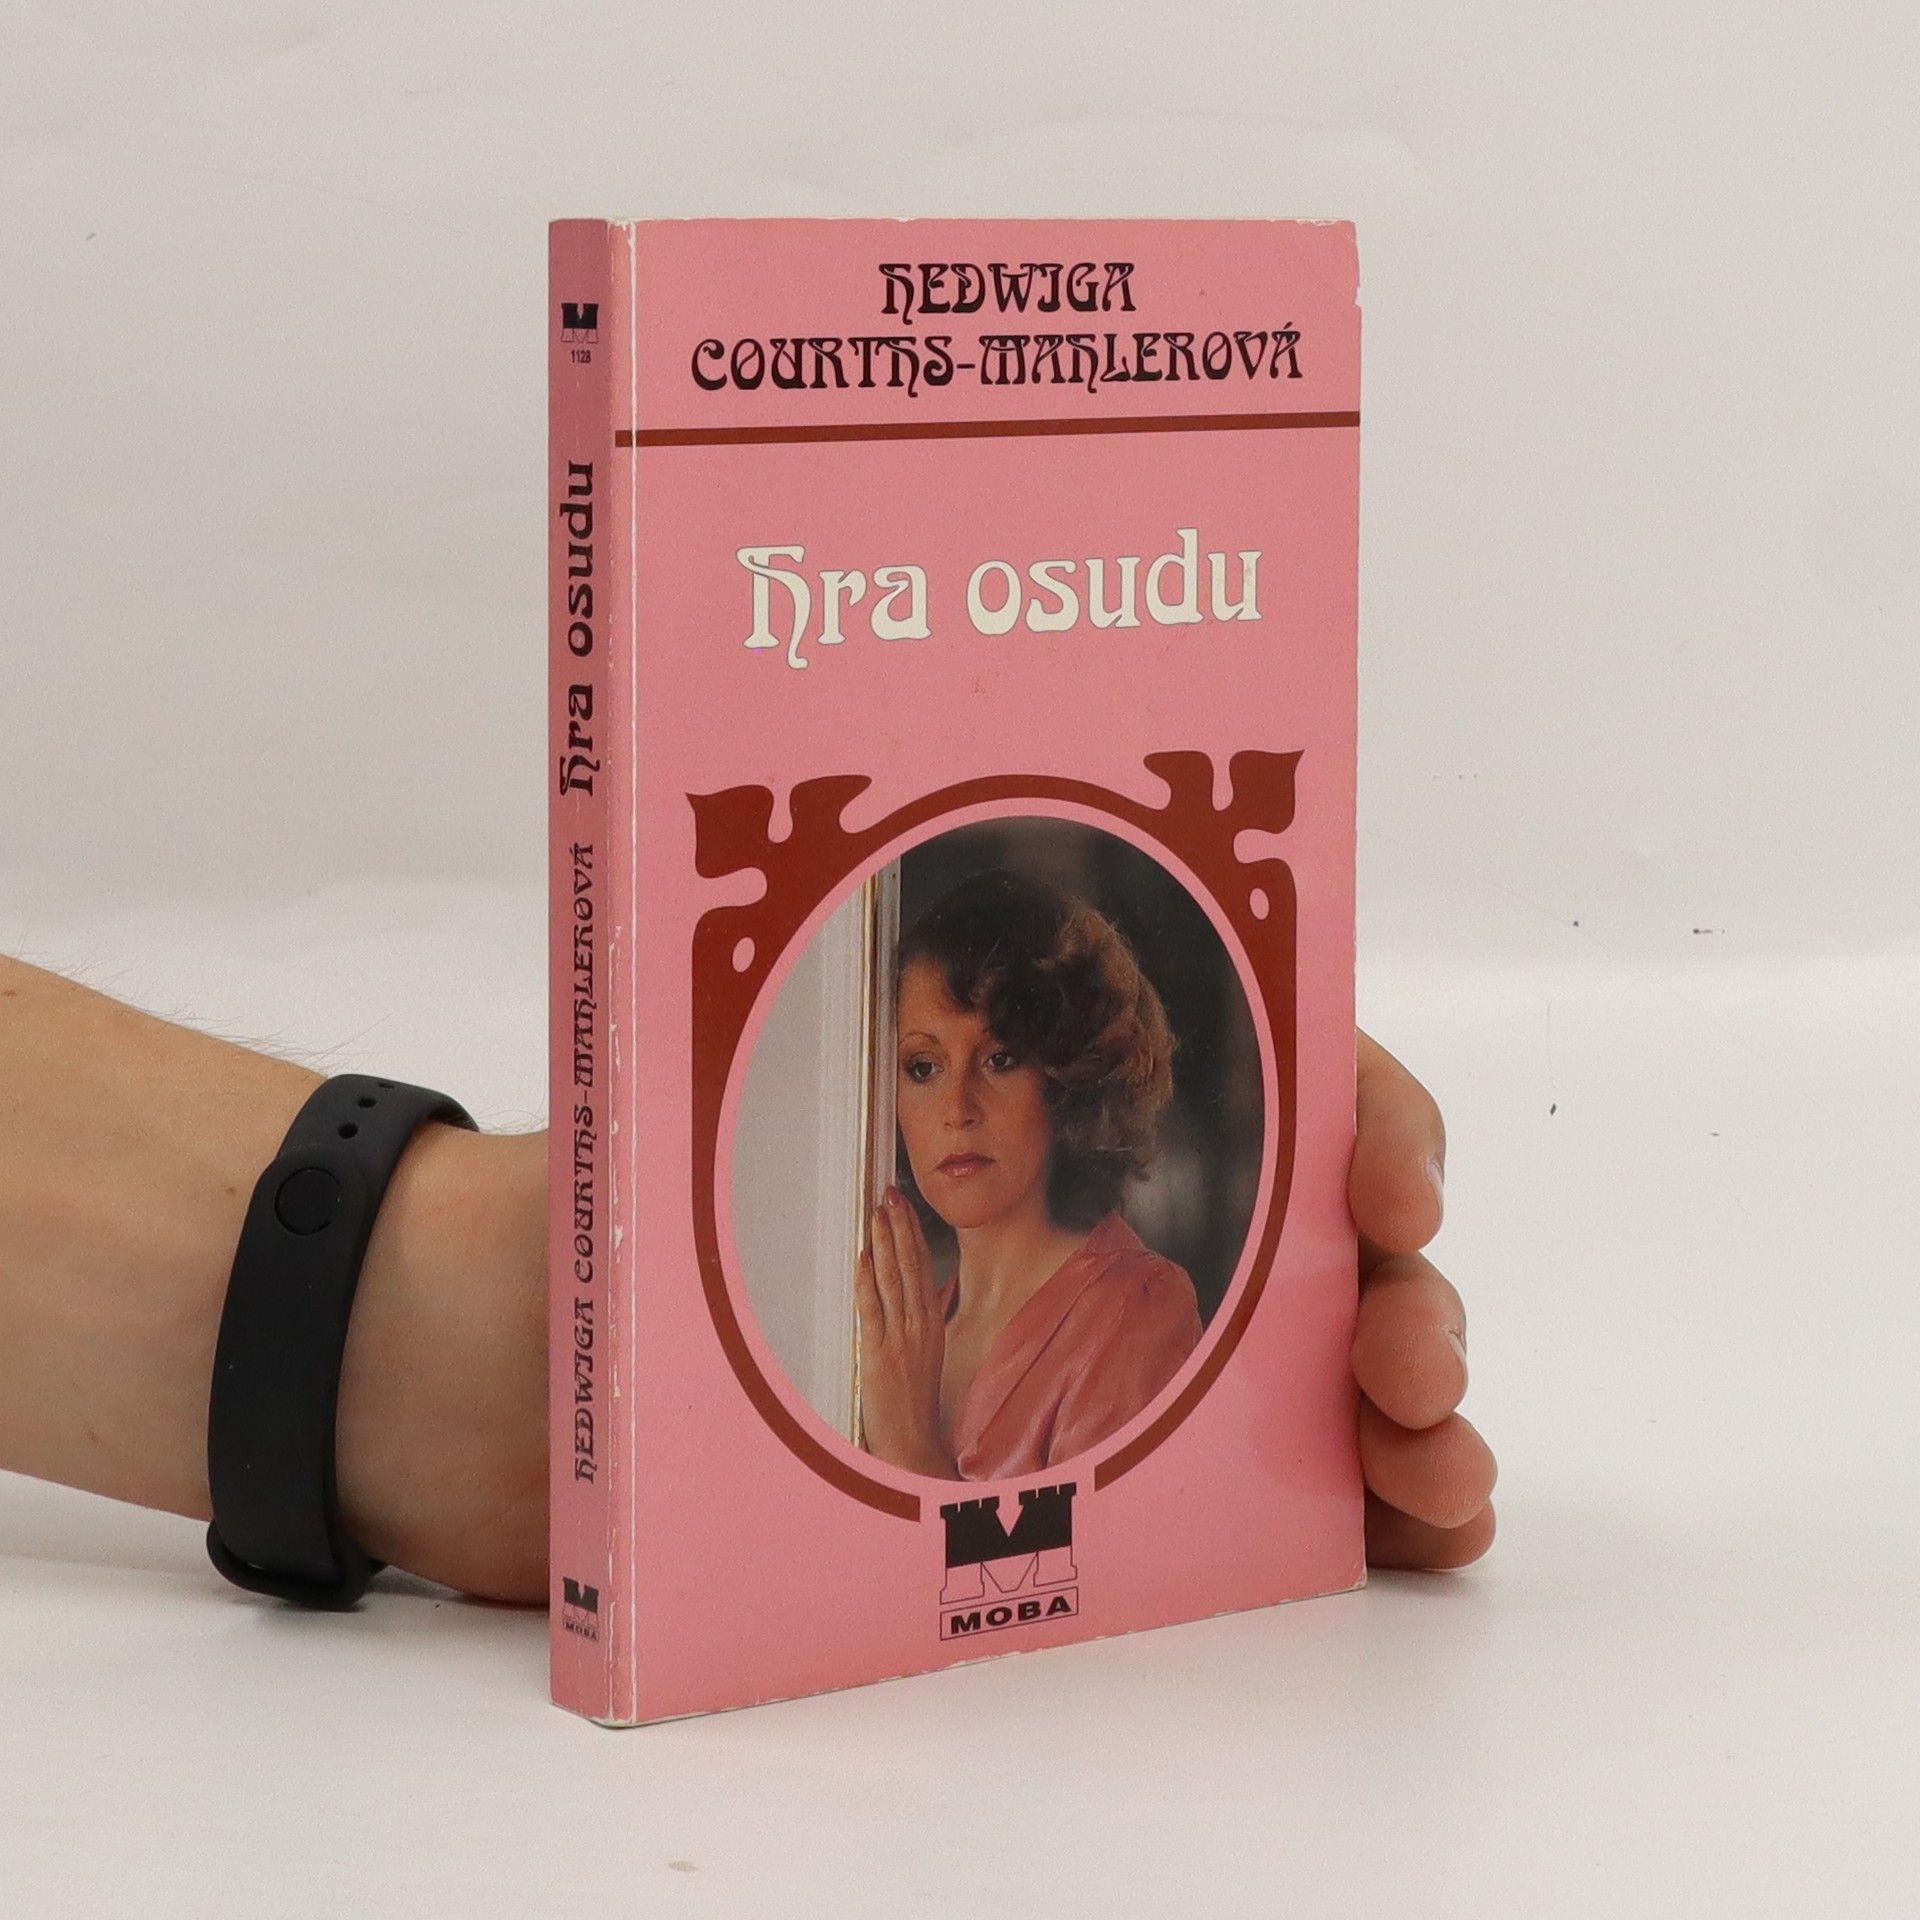 HEDWIGA
COURTHS-MAHLEROVÁ
Hra osudu
MOBA
1128
HEDWIGA COURTHS-MAHLEROVÁ Hra osudu
MOBA